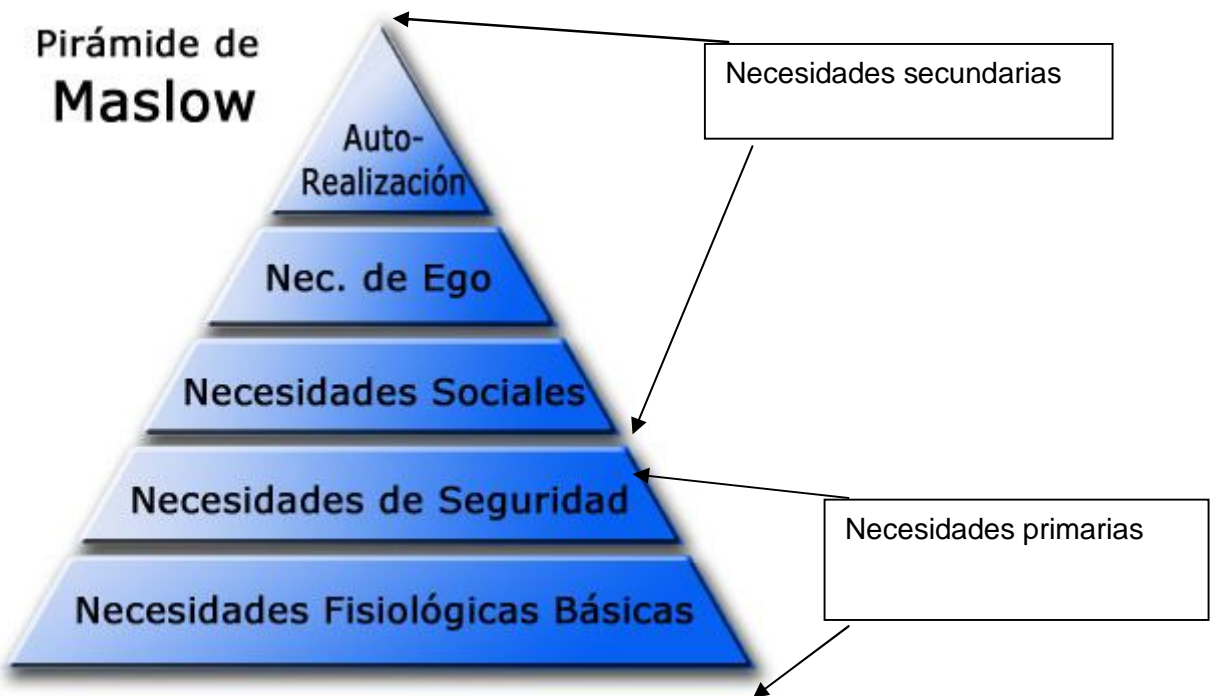 Pirámide de
Maslow
Necesidades secundarias
Auto-
Realización
Nec. de Ego
Necesidades Sociales
Necesidades de Seguridad
Necesidades primarias
Necesidades Fisiológicas Básicas